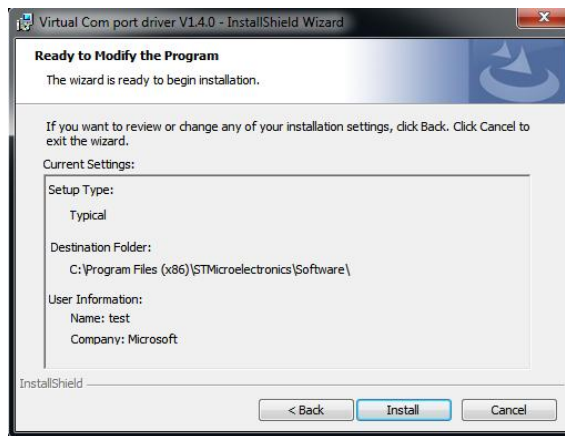 Virtual Com port driver V1.4.0 - InstallShield Wizard
Ready to Modify the Program
The wizard is ready to begin installation.
If you want to review or change any of your installation settings, click Back. Click Cancel to
exit the wizard.
Current Settings:
Setup Type:
Typical
Destination Folder:
C:\Program Files (x86)\STMicroelectronics\Software\
User Information:
Name: test
Company: Microsoft
InstallShield
< Back
Install
Cancel